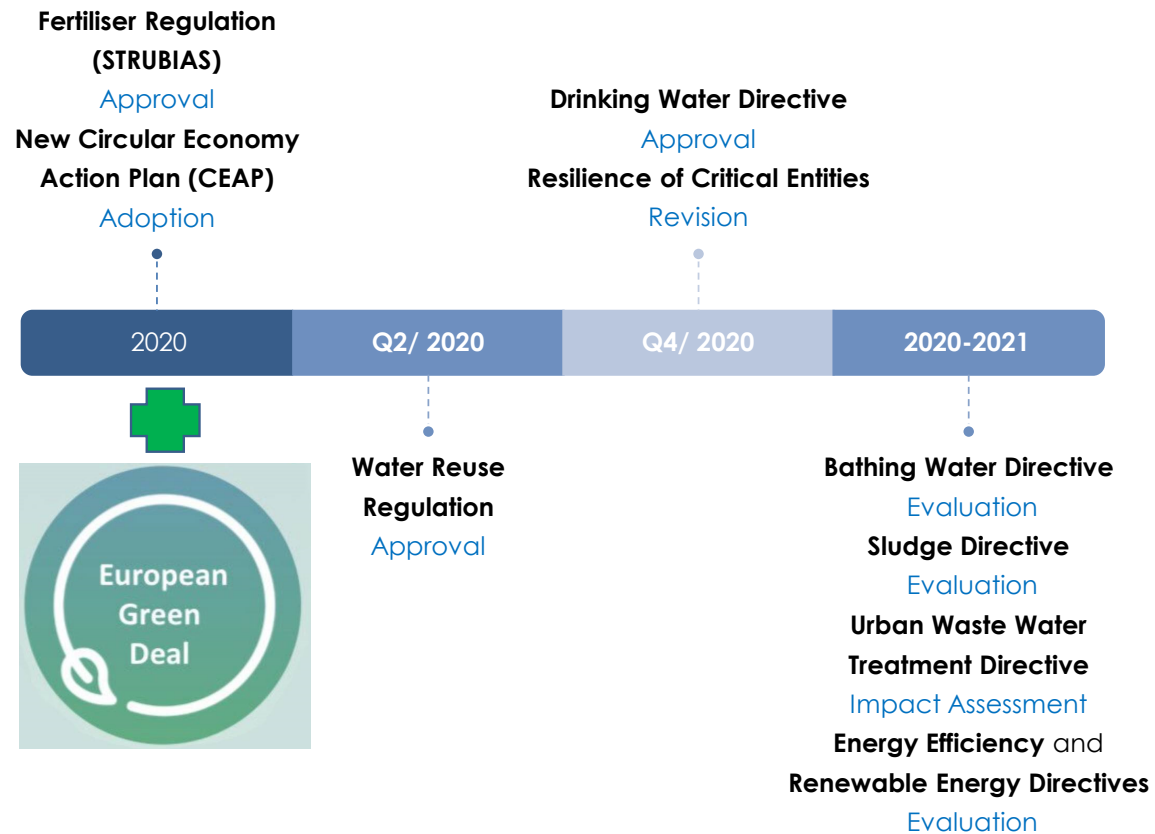 Fertiliser Regulation
(STRUBIAS)
Approval
New Circular Economy
Action Plan (CEAP)
Adoption
Drinking Water Directive
Approval
Resilience of Critical Entities
Revision
2020
Q2/ 2020
Q4/ 2020
2020-2021
European
Green
Deal
Water Reuse
Regulation
Approval
Bathing Water Directive
Evaluation
Sludge Directive
Evaluation
Urban Waste Water
Treatment Directive
Impact Assessment
Energy Efficiency and
Renewable Energy Directives
Evaluation